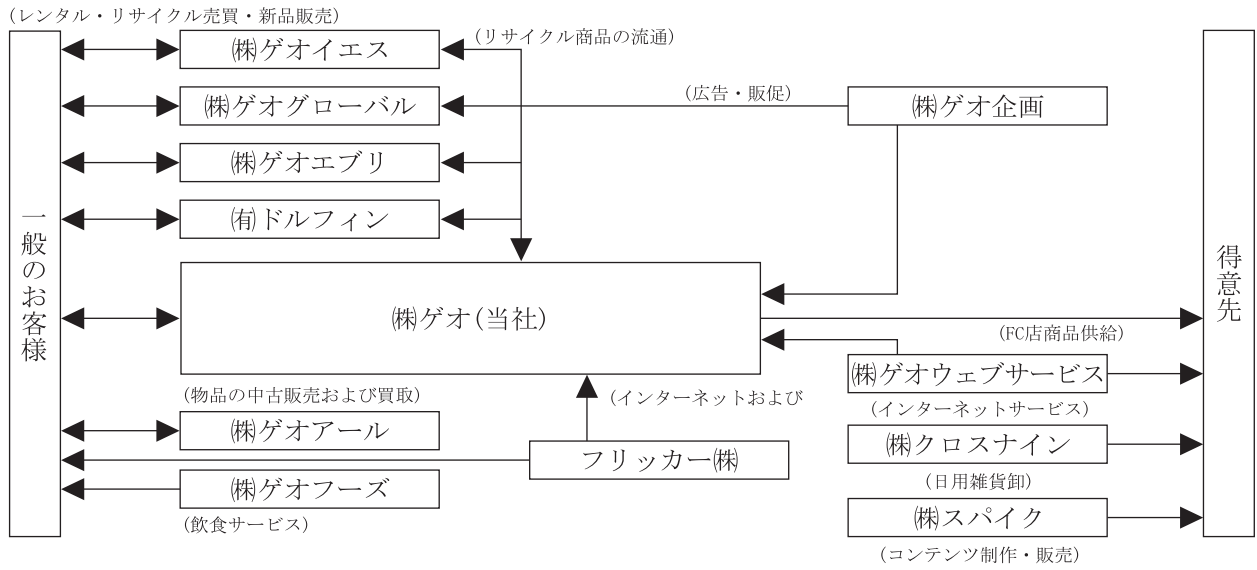 (レンタル・リサイクル売買・新品販売)
㈱ゲオイエス
(リサイクル商品の流通)
㈱ゲオグローバル
(広告・販促)
㈱ゲオ企画
㈱ゲオエブリ
㈲ドルフィン
一般のお客様
得意先
㈱ゲオ(当社)
(FC店商品供給)
㈱ゲオウェブサービス
(物品の中古販売および買取)
(インターネットおよび
(インターネットサービス)
㈱ゲオアール
㈱クロスナイン
フリッカー㈱
(日用雑貨卸)
㈱ゲオフーズ
㈱スパイク
(飲食サービス)
(コンテンツ制作・販売)